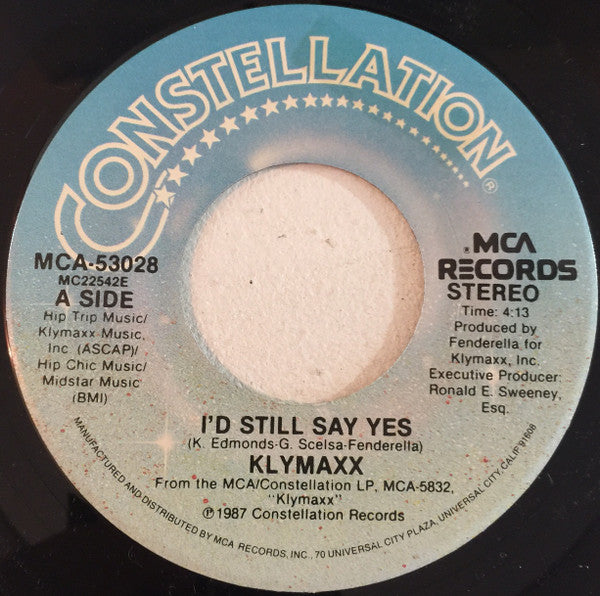 CONSTELLATION®
MCA-53028
MC22542E
A SIDE
Hip Trip Music/
Klymaxx Music,
Inc (ASCAP)/
Hip Chic Music/
Midstar Music
(BMI)
MCA
RECORDS
STEREO
Time: 4:13
Produced by
Fenderella for
Klymaxx, Inc.
Executive Producer:
Ronald E. Sweeney,
Esq.
I'D STILL SAY YES
(K. Edmonds-G. Scelsa-Fenderella)
KLYMAXX
From the MCA/Constellation LP, MCA-5832,
"Klymaxx"
℗1987 Constellation Records
MANUFACTURED AND DISTRIBUTED BY MCA RECORDS, INC., 70 UNIVERSAL CITY PLAZA, UNIVERSAL CITY, CALIF 91608